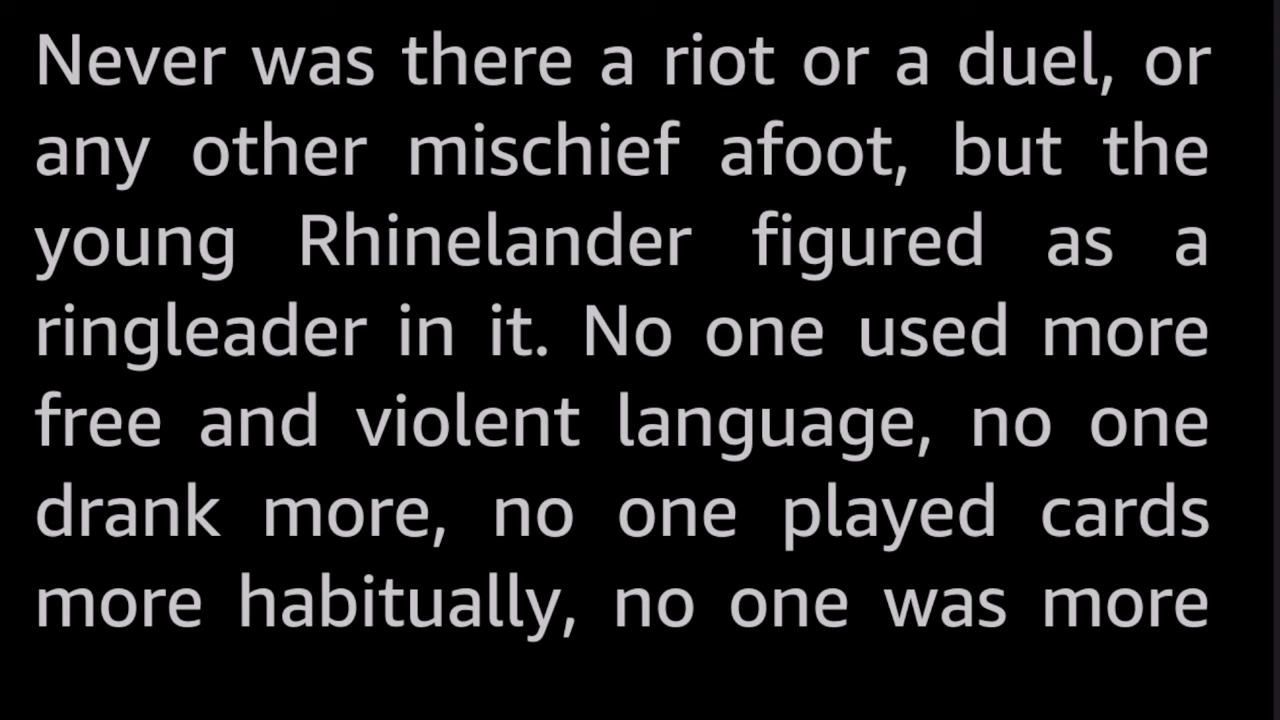 Never was there a riot or a duel, or
any other mischief afoot, but the
young Rhinelander figured as a
ringleader in it. No one used more
free and violent language, no one
drank more, no one played cards
more habitually, no one was more